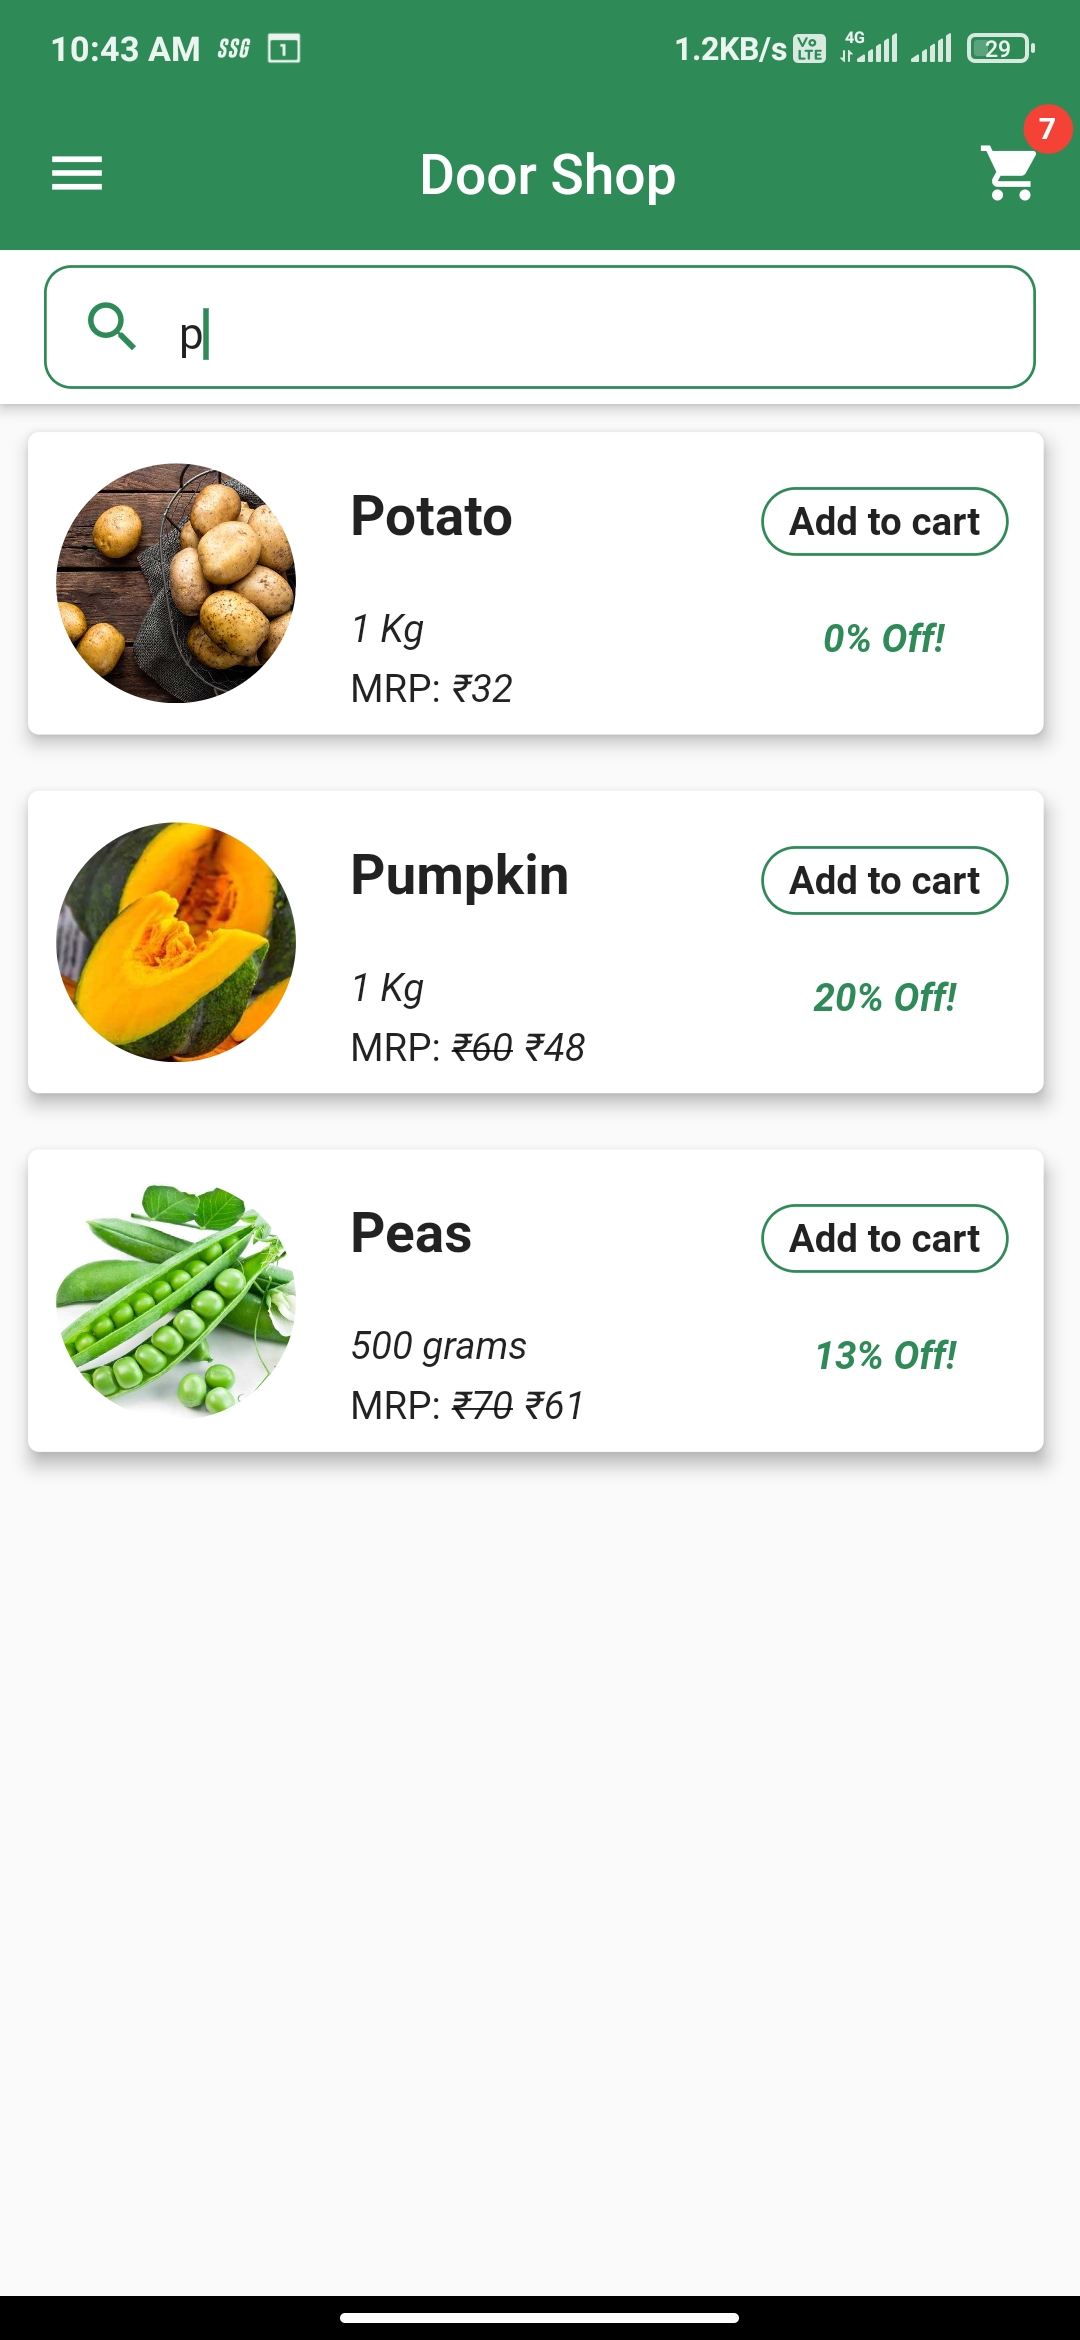 10:43 AM SSG 1 1.2KB/s Vo LTE 4G 29
7
Door Shop
p
Potato
Add to cart
1 Kg
0% Off!
MRP: ₹32
Pumpkin
Add to cart
1 Kg
20% Off!
MRP: ₹60 ₹48
Peas
Add to cart
500 grams
13% Off!
MRP: ₹70 ₹61